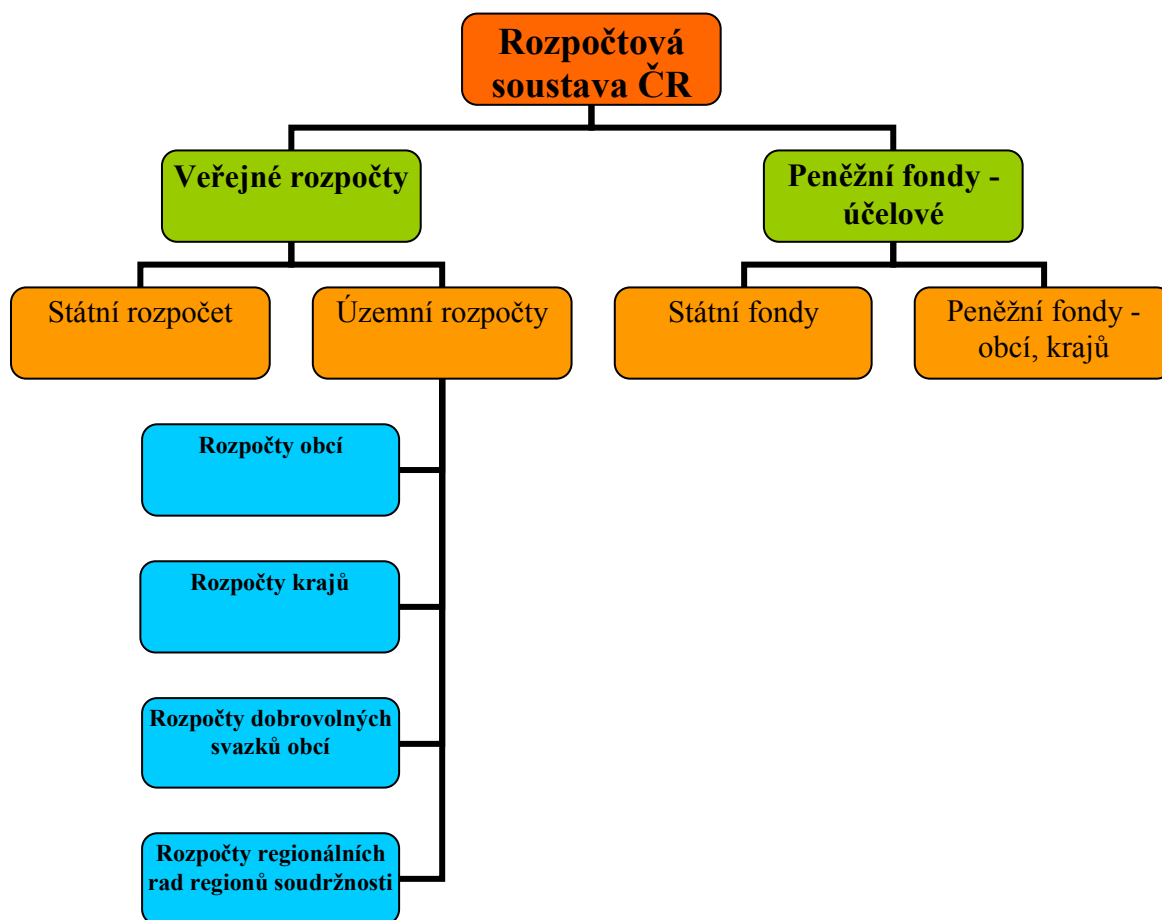 Rozpočtová
soustava ČR
Veřejné rozpočty
Peněžní fondy -
účelové
Státní rozpočet
Územní rozpočty
Státní fondy
Peněžní fondy -
obcí, krajů
Rozpočty obcí
Rozpočty krajů
Rozpočty dobrovolných
svazků obcí
Rozpočty regionálních
rad regionů soudržnosti